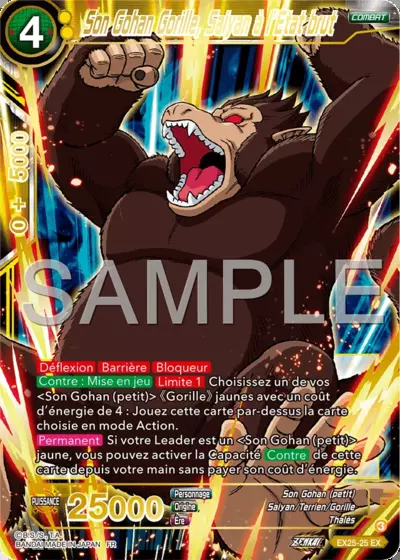 4
Son Gohan Gorille, Saiyan à l'État brut
COMBAT
0 + 5000
SAMPLE
Déflexion Barrière Bloqueur
Contre : Mise en jeu Limite 1 Choisissez un de vos
<Son Gohan (petit)> 《Gorille》 jaunes avec un coût
d'énergie de 4 : Jouez cette carte par-dessus la carte
choisie en mode Action.
Permanent Si votre Leader est un <Son Gohan (petit)>
jaune, vous pouvez activer la Capacité Contre de cette
carte depuis votre main sans payer son coût d'énergie.
PUISSANCE 25000
Personnage Son Gohan (petit)
Origine Saiyan/Terrien/Gorille
Ère Thalès
©B.S./S., T.A.
BANDAI MADE IN JAPAN FR
ZENKAI
EX25-25 EX
3